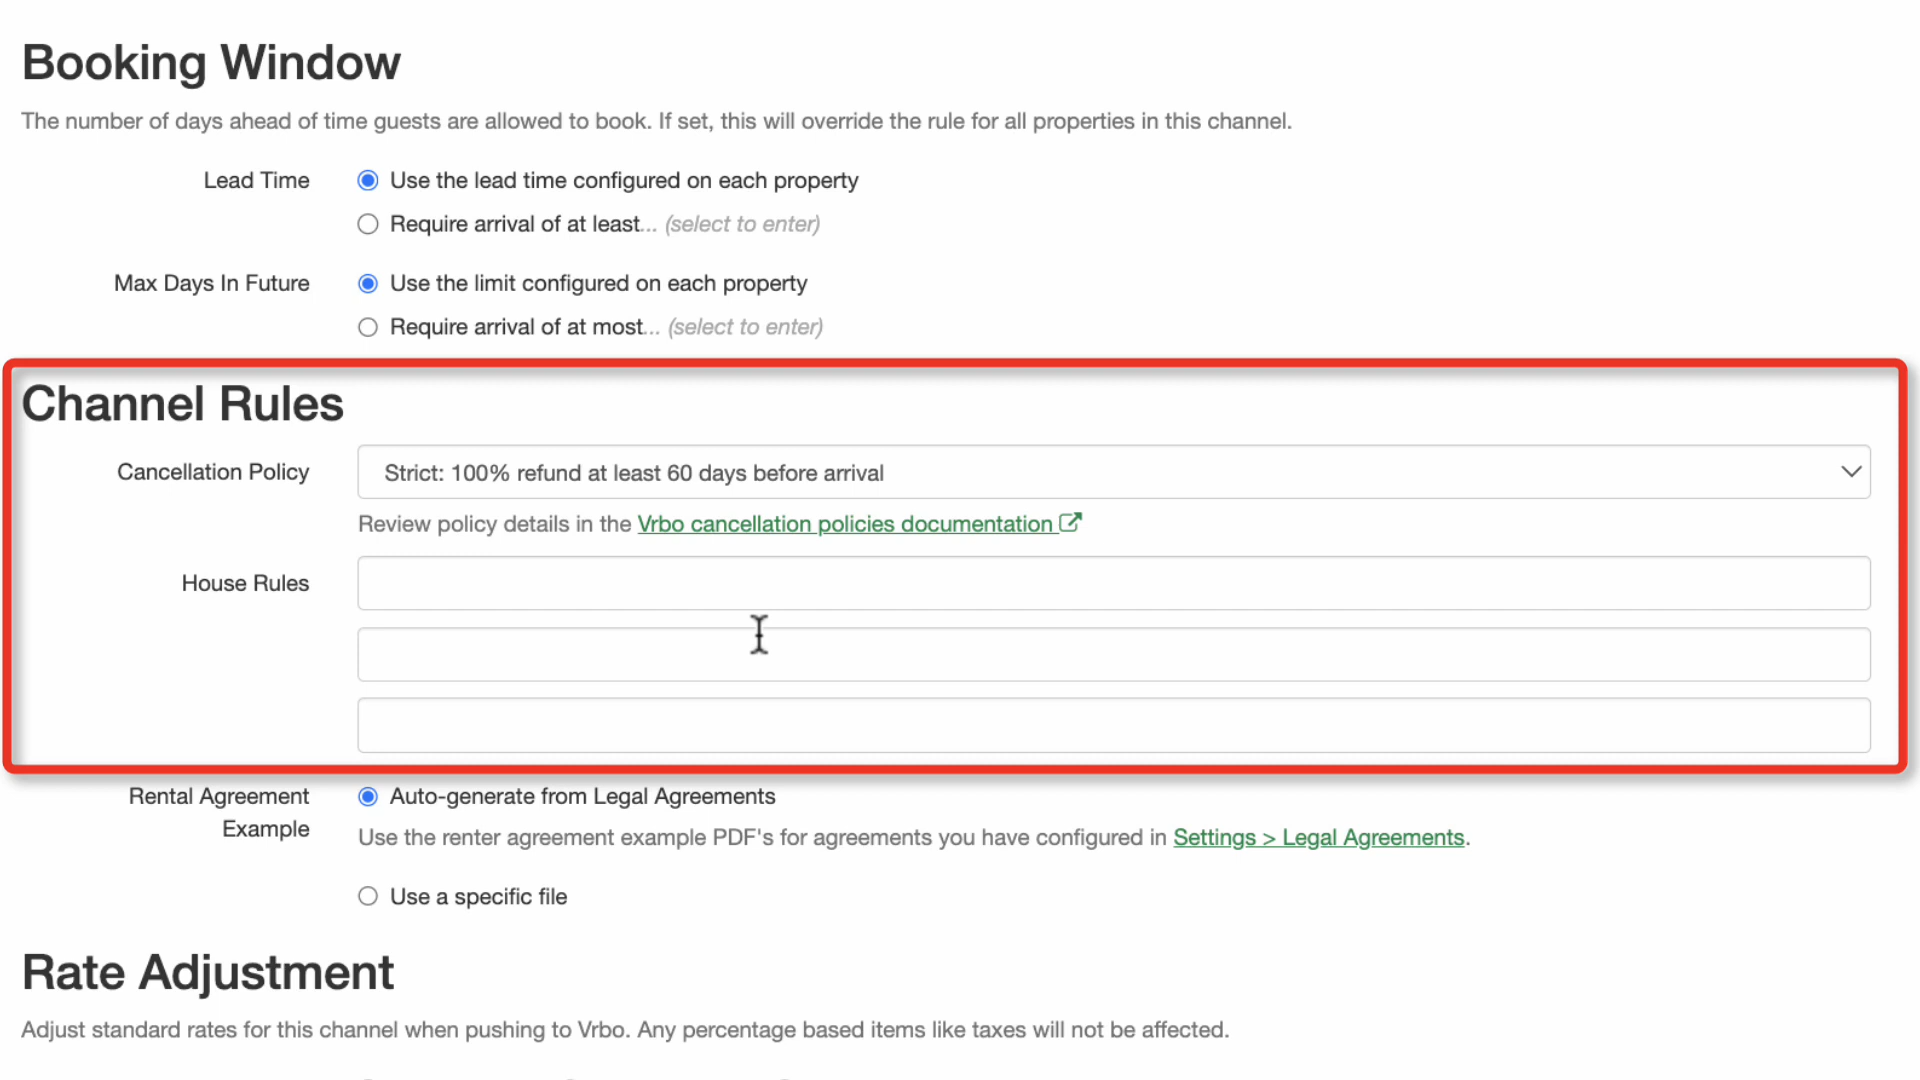 Booking Window
The number of days ahead of time guests are allowed to book. If set, this will override the rule for all properties in this channel.
Lead Time
Use the lead time configured on each property
Require arrival of at least... (select to enter)
Max Days In Future
Use the limit configured on each property
Require arrival of at most... (select to enter)
Channel Rules
Cancellation Policy
Strict: 100% refund at least 60 days before arrival
Review policy details in the Vrbo cancellation policies documentation
House Rules
Rental Agreement
Example
Auto-generate from Legal Agreements
Use the renter agreement example PDF's for agreements you have configured in Settings > Legal Agreements.
Use a specific file
Rate Adjustment
Adjust standard rates for this channel when pushing to Vrbo. Any percentage based items like taxes will not be affected.